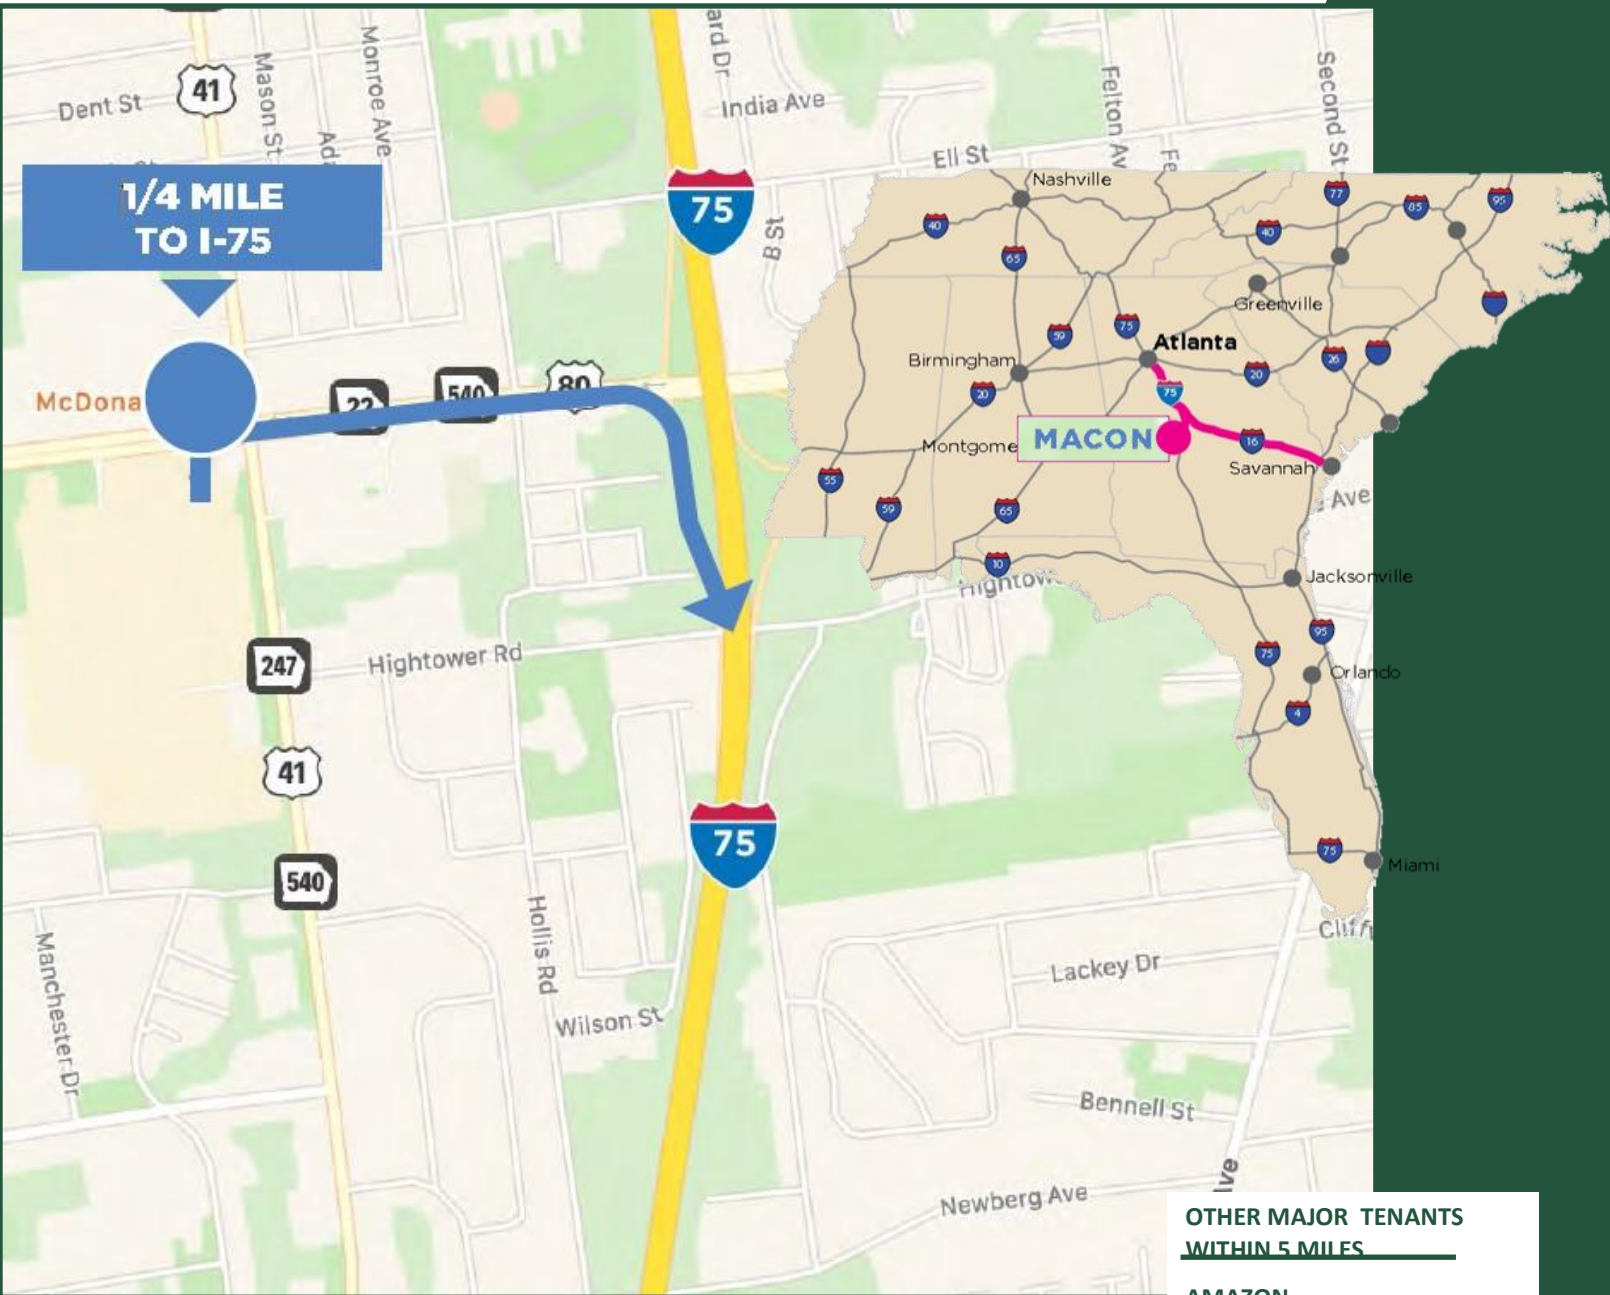 Dent St
41
Mason St
Monroe Ave
India Ave
Ell St
Second St
1/4 MILE
TO I-75
75
B St
McDona
22
540
80
247
Hightower Rd
41
75
540
Hollis Rd
Manchester Dr
Wilson St
Lackey Dr
Bennell St
Newberg Ave
Ave
Nashville
77
85
95
40
40
65
Greenville
59
75
Atlanta
Birmingham
26
20
20
75
Montgome
MACON
16
Savannah
55
59
65
10
Jacksonville
95
75
Orlando
4
75
Miami
OTHER MAJOR TENANTS
WITHIN 5 MILES
AMAZON